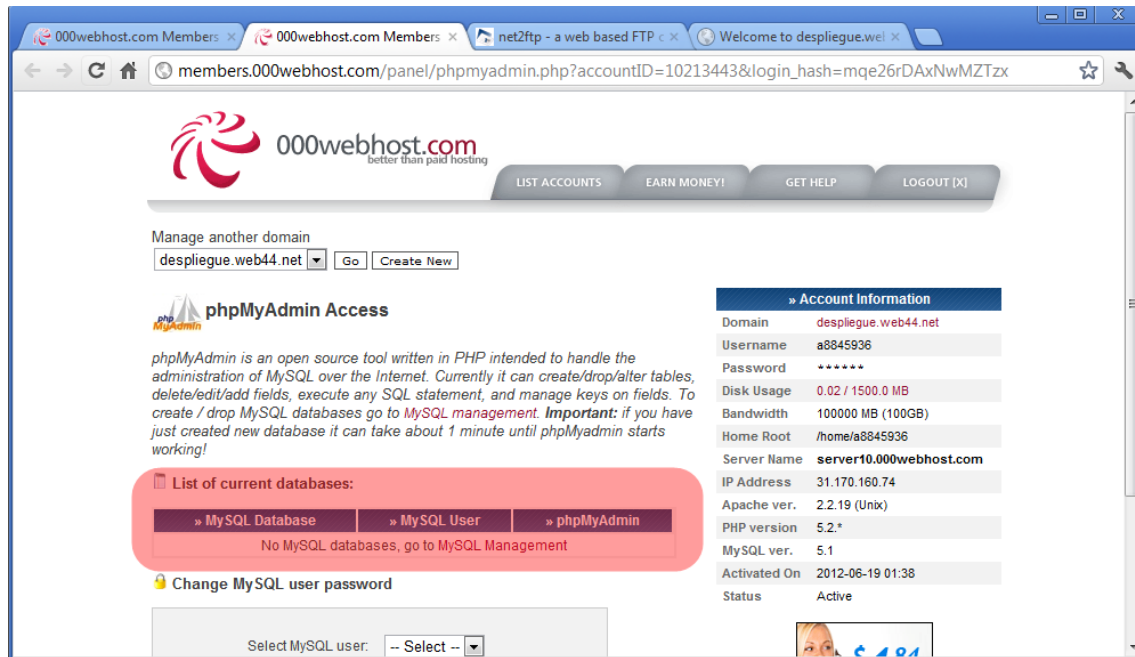 000webhost.com Members
000webhost.com Members
net2ftp - a web based FTP c
Welcome to despliegue.wel
members.000webhost.com/panel/phpmyadmin.php?accountID=10213443&login_hash=mqe26rDAxNwMZTzx
000webhost.com
better than paid hosting
LIST ACCOUNTS
EARN MONEY!
GET HELP
LOGOUT [X]
Manage another domain
despliegue.web44.net Go Create New
php
MyAdmin
phpMyAdmin Access
phpMyAdmin is an open source tool written in PHP intended to handle the
administration of MySQL over the Internet. Currently it can create/drop/alter tables,
delete/edit/add fields, execute any SQL statement, and manage keys on fields. To
create / drop MySQL databases go to MySQL management. Important: if you have
just created new database it can take about 1 minute until phpMyadmin starts
working!
List of current databases:
» MySQL Database » MySQL User » phpMyAdmin
No MySQL databases, go to MySQL Management
Change MySQL user password
Select MySQL user: -- Select --
» Account Information
Domain despliegue.web44.net
Username a8845936
Password ******
Disk Usage 0.02 / 1500.0 MB
Bandwidth 100000 MB (100GB)
Home Root /home/a8845936
Server Name server10.000webhost.com
IP Address 31.170.160.74
Apache ver. 2.2.19 (Unix)
PHP version 5.2.*
MySQL ver. 5.1
Activated On 2012-06-19 01:38
Status Active
$ 4.84